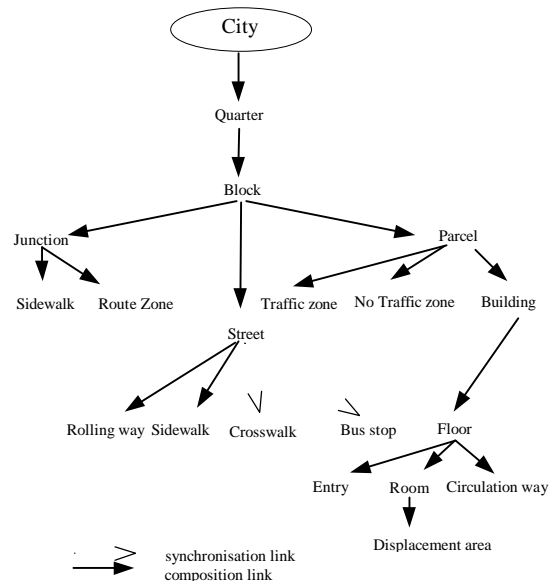 City
Quarter
Block
Junction
Parcel
Sidewalk Route Zone
Traffic zone No Traffic zone Building
Street
Rolling way Sidewalk Crosswalk Bus stop Floor
Entry Room Circulation way
Displacement area
synchronisation link
composition link